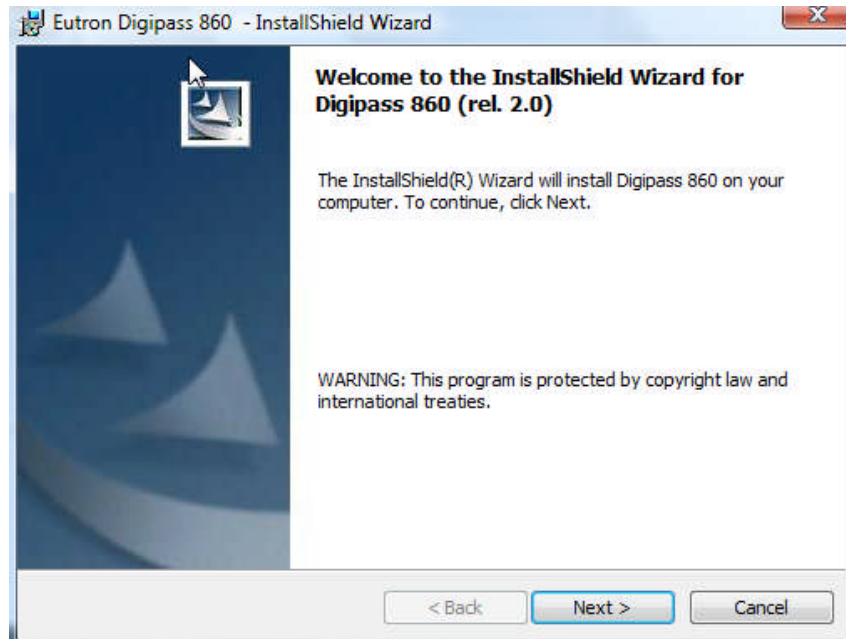 Eutron Digipass 860 - InstallShield Wizard
Welcome to the InstallShield Wizard for
Digipass 860 (rel. 2.0)
The InstallShield(R) Wizard will install Digipass 860 on your
computer. To continue, click Next.
WARNING: This program is protected by copyright law and
international treaties.
< Back Next > Cancel